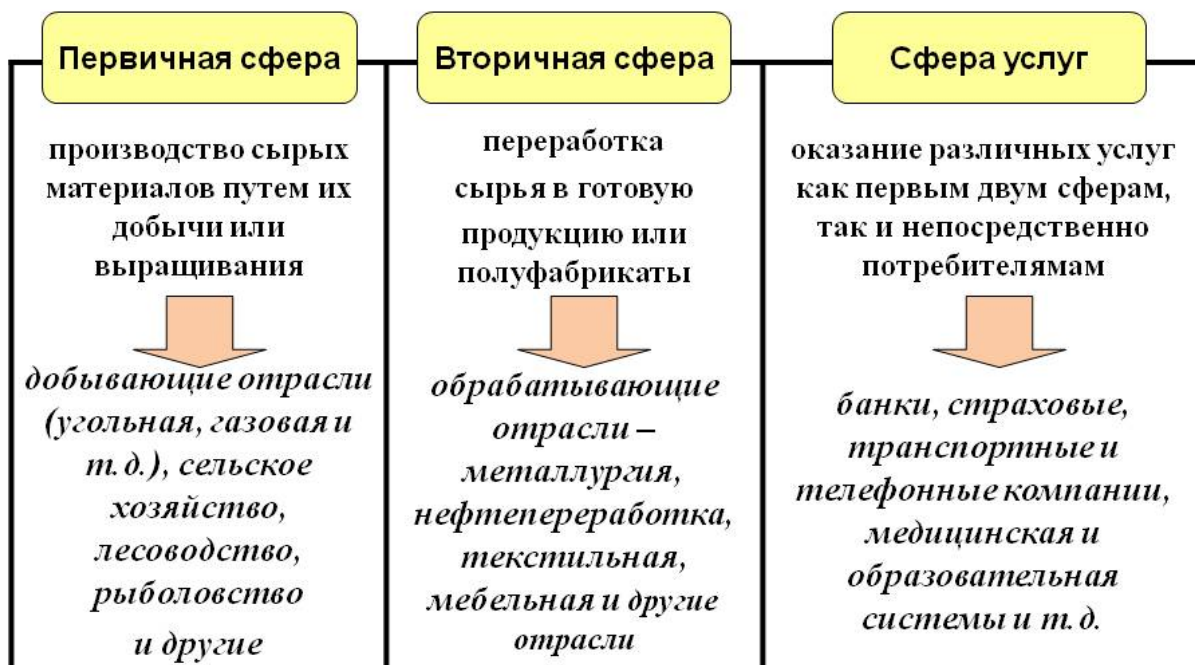 Первичная сфера
производство сырых
материалов путем их
добычи или
выращивания
добывающие отрасли
(угольная, газовая и
т.д.), сельское
хозяйство,
лесоводство,
рыболовство
и другие
Вторичная сфера
переработка
сырья в готовую
продукцию или
полуфабрикаты
обрабатывающие
отрасли –
металлургия,
нефтепереработка,
текстильная,
мебельная и другие
отрасли
Сфера услуг
оказание различных услуг
как первым двум сферам,
так и непосредственно
потребителямам
банки, страховые,
транспортные и
телефонные компании,
медицинская и
образовательная
системы и т.д.